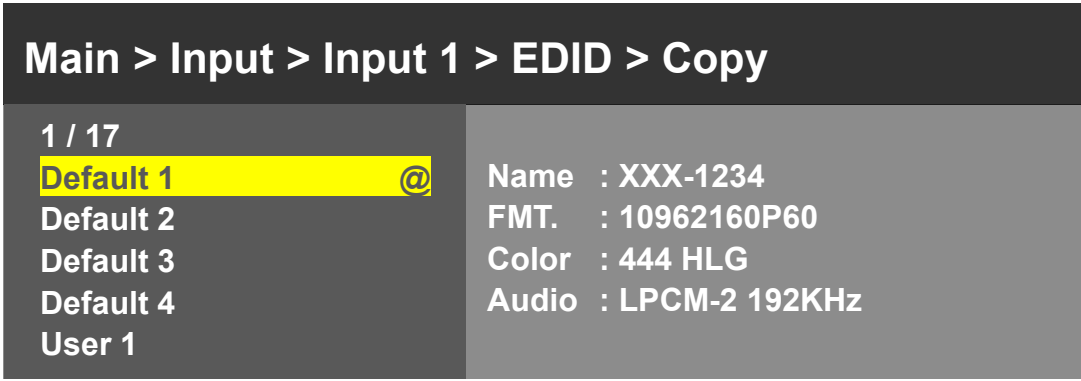 Main > Input > Input 1 > EDID > Copy
1 / 17
Default 1 @
Default 2
Default 3
Default 4
User 1
Name : XXX-1234
FMT. : 10962160P60
Color : 444 HLG
Audio : LPCM-2 192KHz